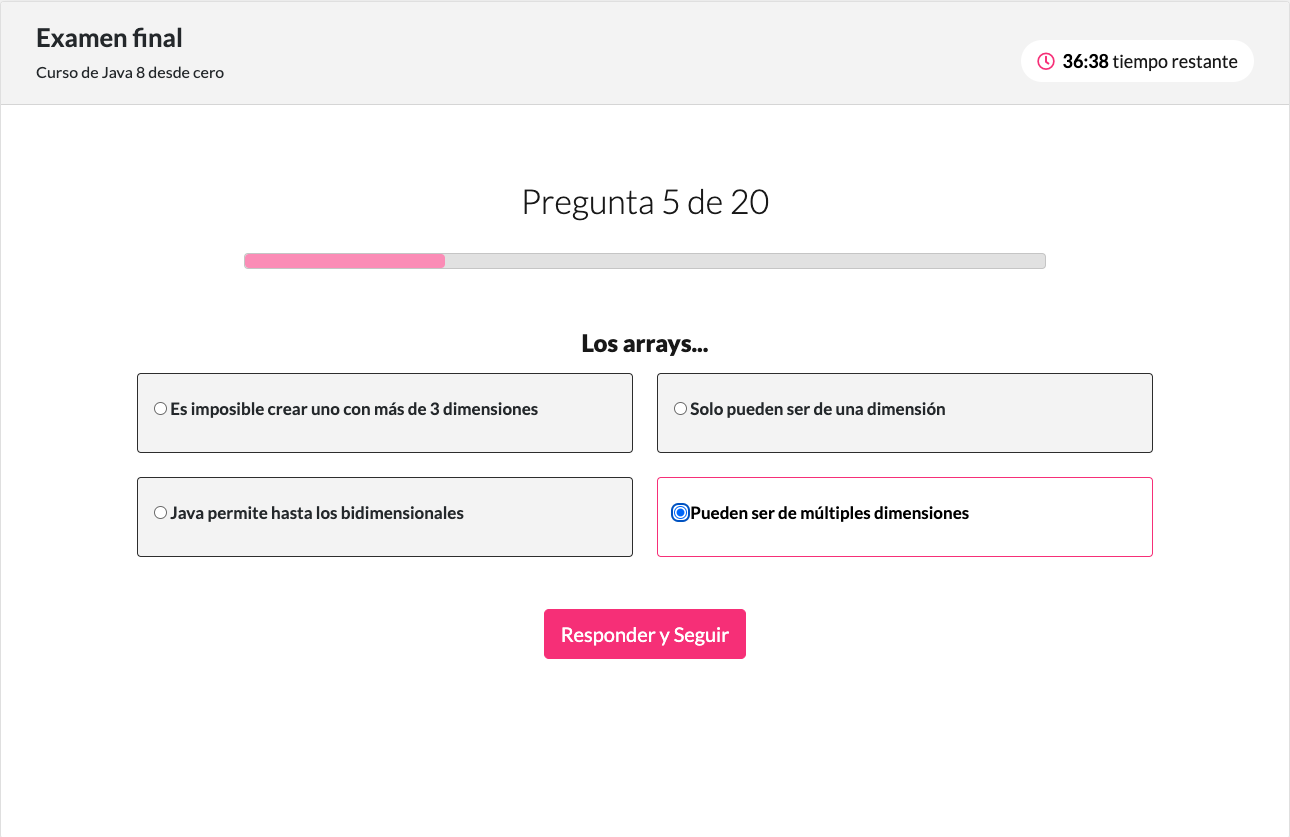 Examen final
Curso de Java 8 desde cero
36:38 tiempo restante
Pregunta 5 de 20
Los arrays...
Es imposible crear uno con más de 3 dimensiones
Solo pueden ser de una dimensión
Java permite hasta los bidimensionales
Pueden ser de múltiples dimensiones
Responder y Seguir